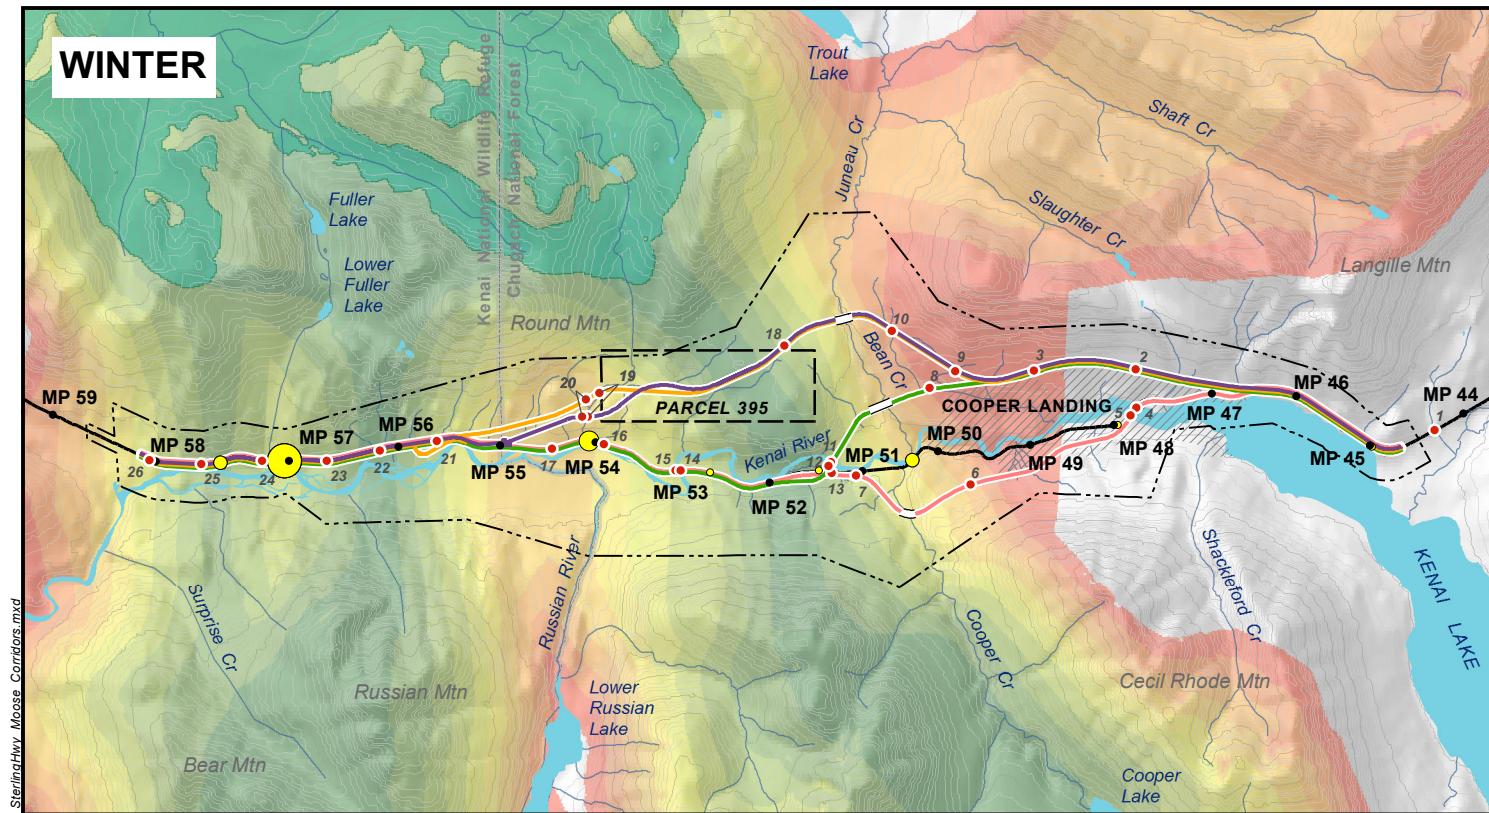 WINTER
Trout
Lake
Juneau Cr
Shaft Cr
Slaughter Cr
Langille Mtn
Kenai National Wildlife Refuge
Chugach National Forest
Fuller
Lake
Lower
Fuller
Lake
Round Mtn
18
10
Bean Cr
9
3
2
8
20
19
PARCEL 395
COOPER LANDING
MP 46
MP 44
MP 59
MP 47
1
5
4
MP 58
MP 57
MP 56
MP 55
MP 54
16
17
MP 53
15
14
Kenai River
MP 52
11
12
13
MP 51
7
MP 50
6
MP 49
MP 48
MP 45
26
25
24
23
22
21
Surprise Cr
Russian River
Cooper Cr
Shackleford Cr
KENAI LAKE
Russian Mtn
Lower
Russian
Lake
Cecil Rhode Mtn
Bear Mtn
Cooper
Lake
SterlingHwy Moose Corridors.mxd